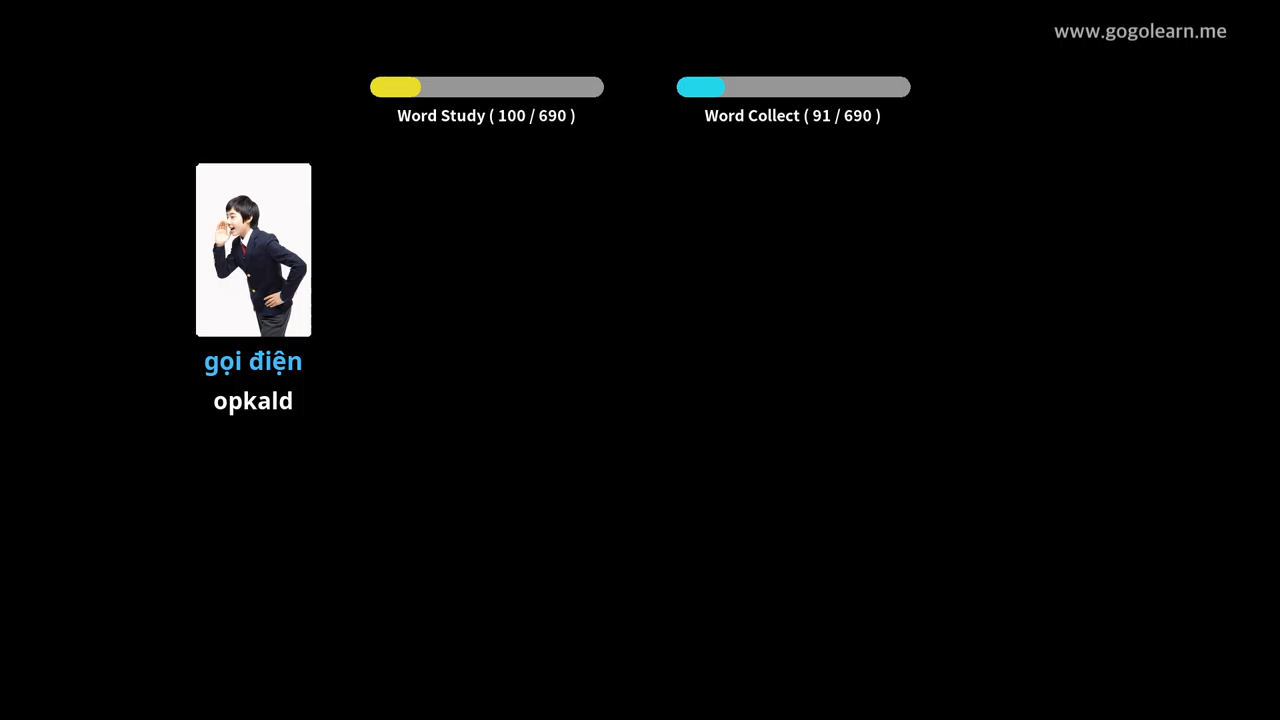 www.gogolearn.me
Word Study ( 100 / 690 )
Word Collect ( 91 / 690 )
gọi điện
opkald